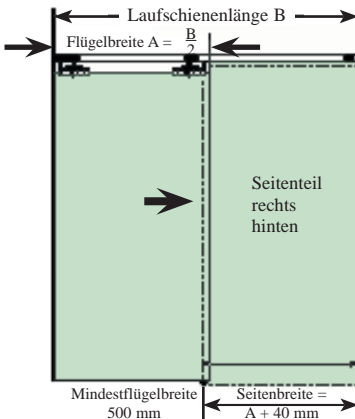 Laufschienenlänge B
Flügelbreite A = B/2
Seitenteil
rechts
hinten
Mindestflügelbreite
500 mm
Seitenbreite =
A + 40 mm